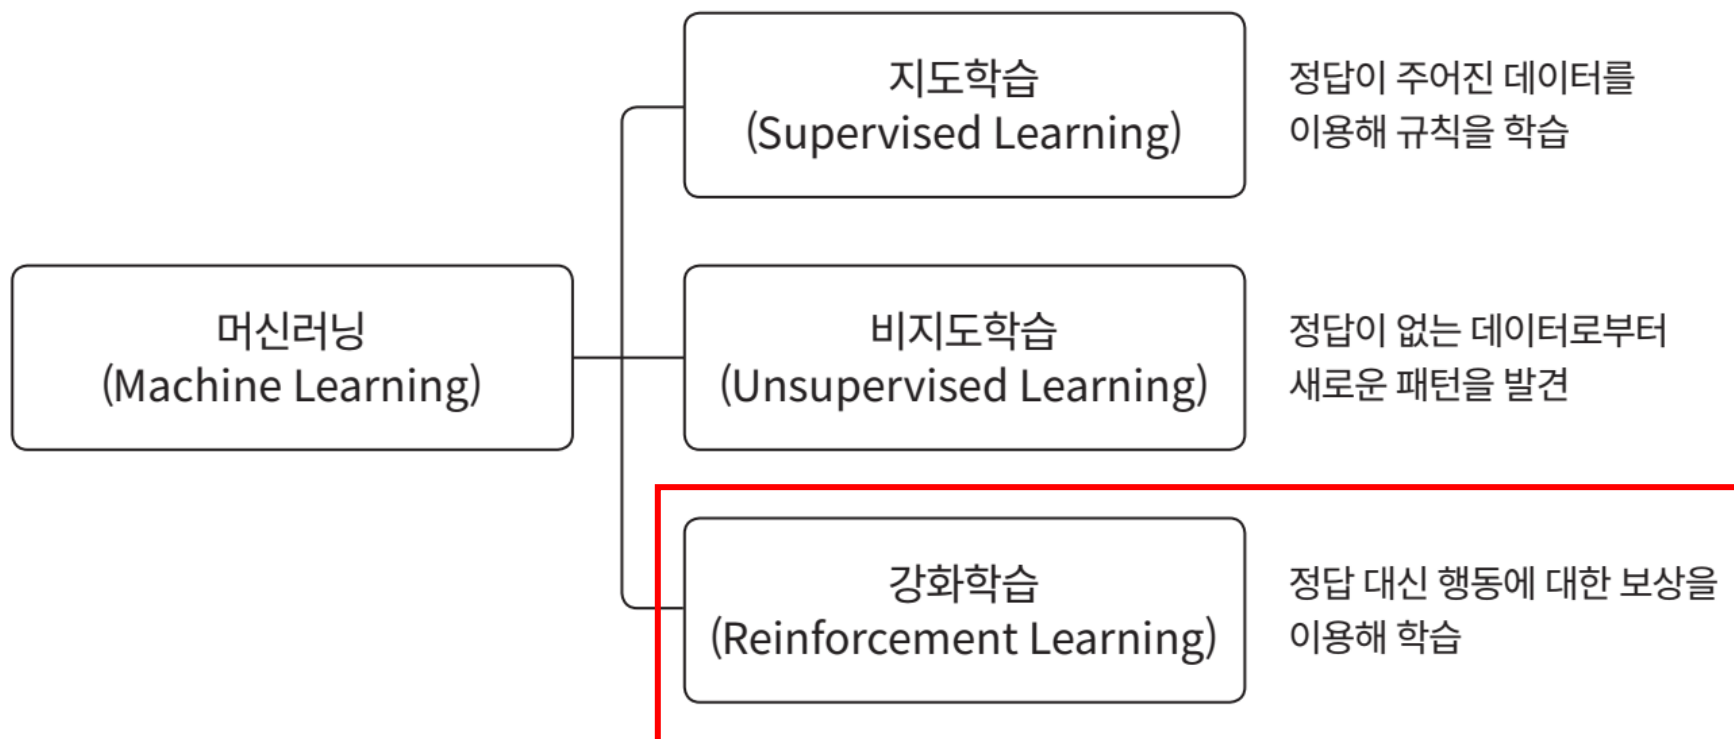 지도학습
(Supervised Learning)
정답이 주어진 데이터를
이용해 규칙을 학습
머신러닝
(Machine Learning)
비지도학습
(Unsupervised Learning)
정답이 없는 데이터로부터
새로운 패턴을 발견
강화학습
(Reinforcement Learning)
정답 대신 행동에 대한 보상을
이용해 학습